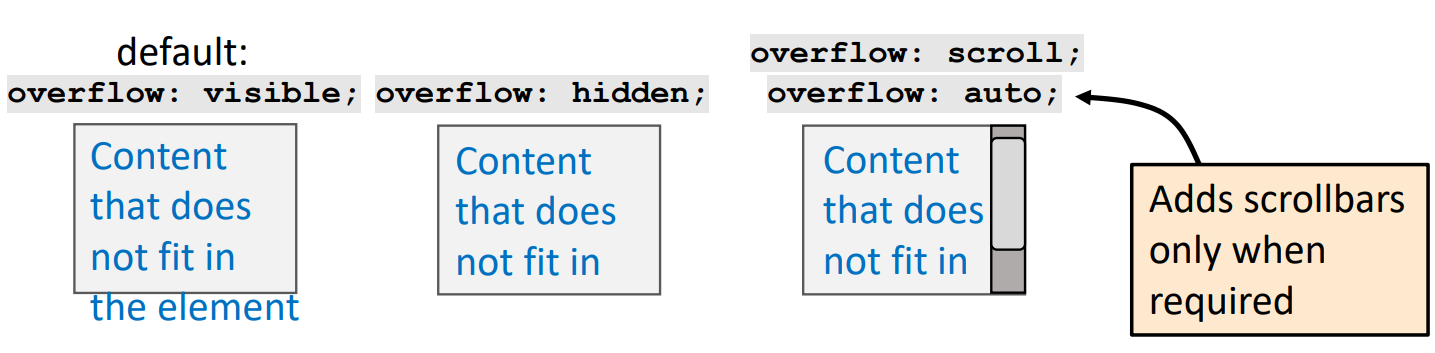 default:
overflow: visible;
Content
that does
not fit in
the element
overflow: hidden;
Content
that does
not fit in
overflow: scroll;
overflow: auto;
Content
that does
not fit in
Adds scrollbars
only when
required